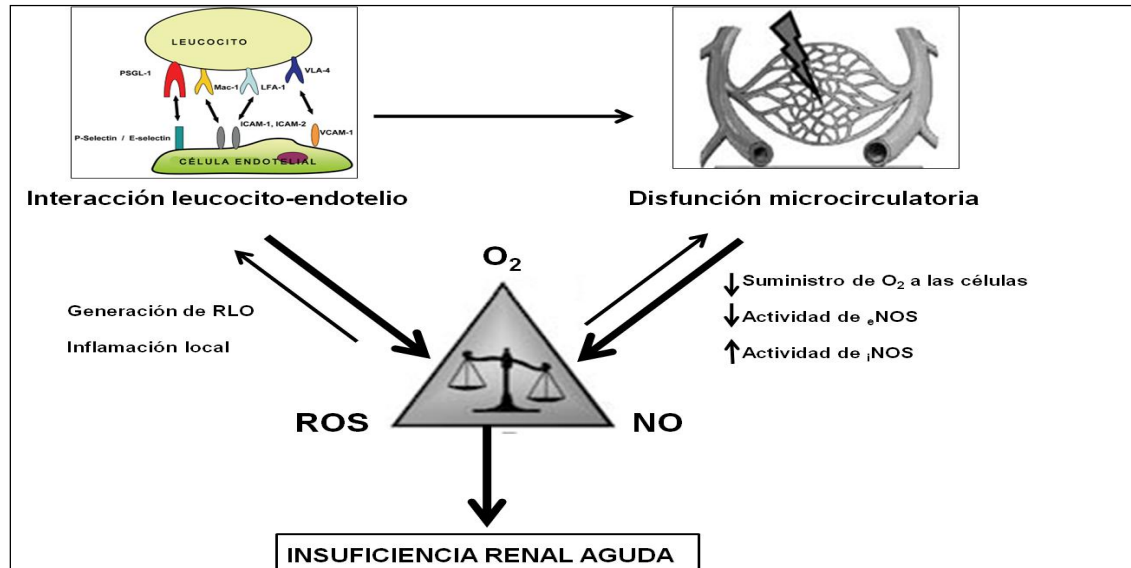 LEUCOCITO
PSGL-1
Mac-1
LFA-1
VLA-4
P-Selectin / E-selectin
ICAM-1, ICAM-2
VCAM-1
CÉLULA ENDOTELIAL
Interacción leucocito-endotelio
Disfunción microcirculatoria
O₂
Generación de RLO
Inflamación local
↓ Suministro de O₂ a las células
↓ Actividad de ₑNOS
↑ Actividad de ᵢNOS
ROS
NO
INSUFICIENCIA RENAL AGUDA